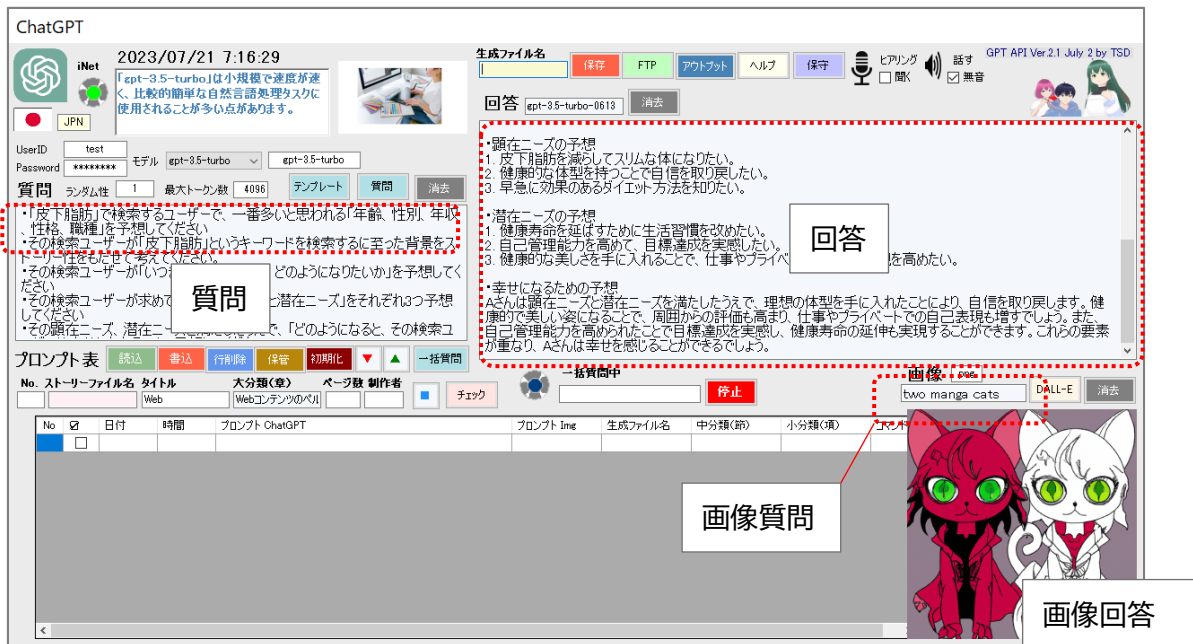 ChatGPT
iNet
2023/07/21 7:16:29
「gpt-3.5-turbo」は小規模で速度が速
く、比較的簡単な自然言語処理タスクに
使用されることが多い点があります。
JPN
UserID test
Password ********
モデル gpt-3.5-turbo gpt-3.5-turbo
質問 ランダム性 1 最大トークン数 4096 テンプレート 質問 消去
・「皮下脂肪」で検索するユーザーで、一番多いと思われる「年齢、性別、年収
、性格、職種」を予想してください
・その検索ユーザーが「皮下脂肪」というキーワードを検索するに至った背景をス
トーリー性をもたせて考えてください。
・その検索ユーザーが「いつ どのようになりたいか」を予想してく
ださい
・その検索ユーザーが求めて と潜在ニーズ」をそれぞれ3つ予想
してください
・その顕在ニーズ、潜在ニーズ で、「どのようになると、その検索ユ
質問
生成ファイル名 保存 FTP アウトプット ヘルプ 保守 ヒアリング 聞く 話す 無音
GPT API Ver.2.1 July 2 by TSD
回答 gpt-3.5-turbo-0613 消去
・顕在ニーズの予想
1. 皮下脂肪を減らしてスリムな体になりたい。
2. 健康的な体型を持つことで自信を取り戻したい。
3. 早急に効果のあるダイエット方法を知りたい。
・潜在ニーズの予想
1. 健康寿命を延ばすために生活習慣を改めたい。
2. 自己管理能力を高めて、目標達成を実感したい。
3. 健康的な美しさを手に入れることで、仕事やプライベ を高めたい。
・幸せになるための予想
Aさんは顕在ニーズと潜在ニーズを満たしたうえで、理想の体型を手に入れたことにより、自信を取り戻します。健
康的で美しい姿になることで、周囲からの評価も高まり、仕事やプライベートでの自己表現も増すでしょう。また、
自己管理能力を高められたことで目標達成を実感し、健康寿命の延伸も実現することができます。これらの要素
が重なり、Aさんは幸せを感じることができるでしょう。
回答
プロンプト表 読込 書込 行削除 保管 初期化 ▼ ▲ 一括質問
No. ストーリーファイル名 タイトル 大分類(章) ページ数 制作者
Web Webコンテンツのペル チェック
一括質問中 停止
画像
two manga cats DALL-E 消去
No 日付 時間 プロンプト ChatGPT プロンプト Img 生成ファイル名 中分類(節) 小分類(項)
画像質問
画像回答